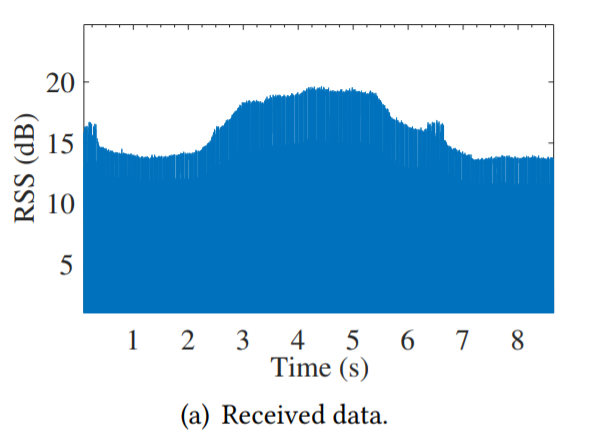 20
15
10
5
RSS (dB)
1 2 3 4 5 6 7 8
Time (s)
(a) Received data.